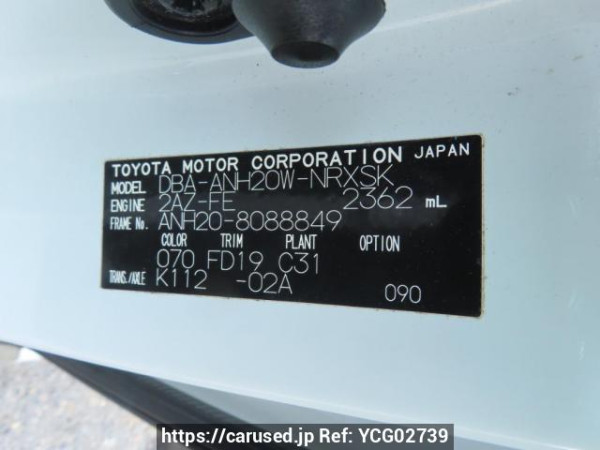 TOYOTA MOTOR CORPORATION JAPAN
MODEL DBA-ANH20W-NRXSK
ENGINE 2AZ-FE 2362 mL
FRAME No. ANH20-8088849
COLOR TRIM PLANT OPTION
070 FD19 C31
TRANS./AXLE K112 -02A
090
https://carused.jp Ref: YCG02739